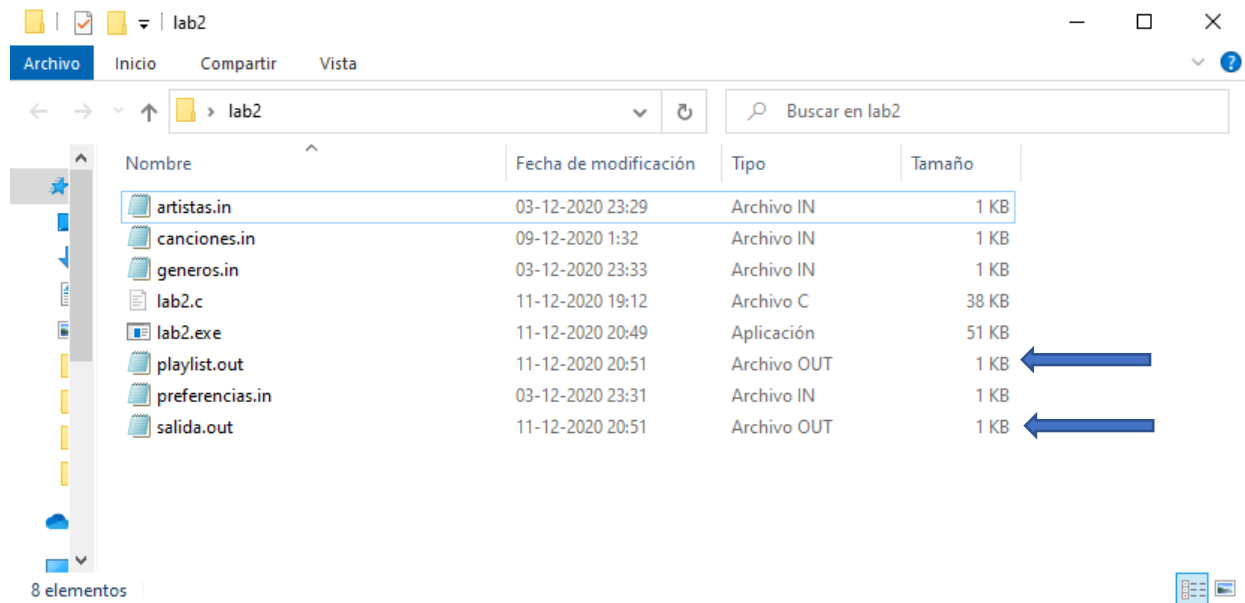 lab2
Archivo Inicio Compartir Vista ?
lab2 Buscar en lab2
Nombre Fecha de modificación Tipo Tamaño
artistas.in 03-12-2020 23:29 Archivo IN 1 KB
canciones.in 09-12-2020 1:32 Archivo IN 1 KB
generos.in 03-12-2020 23:33 Archivo IN 1 KB
lab2.c 11-12-2020 19:12 Archivo C 38 KB
lab2.exe 11-12-2020 20:49 Aplicación 51 KB
playlist.out 11-12-2020 20:51 Archivo OUT 1 KB
preferencias.in 03-12-2020 23:31 Archivo IN 1 KB
salida.out 11-12-2020 20:51 Archivo OUT 1 KB
8 elementos